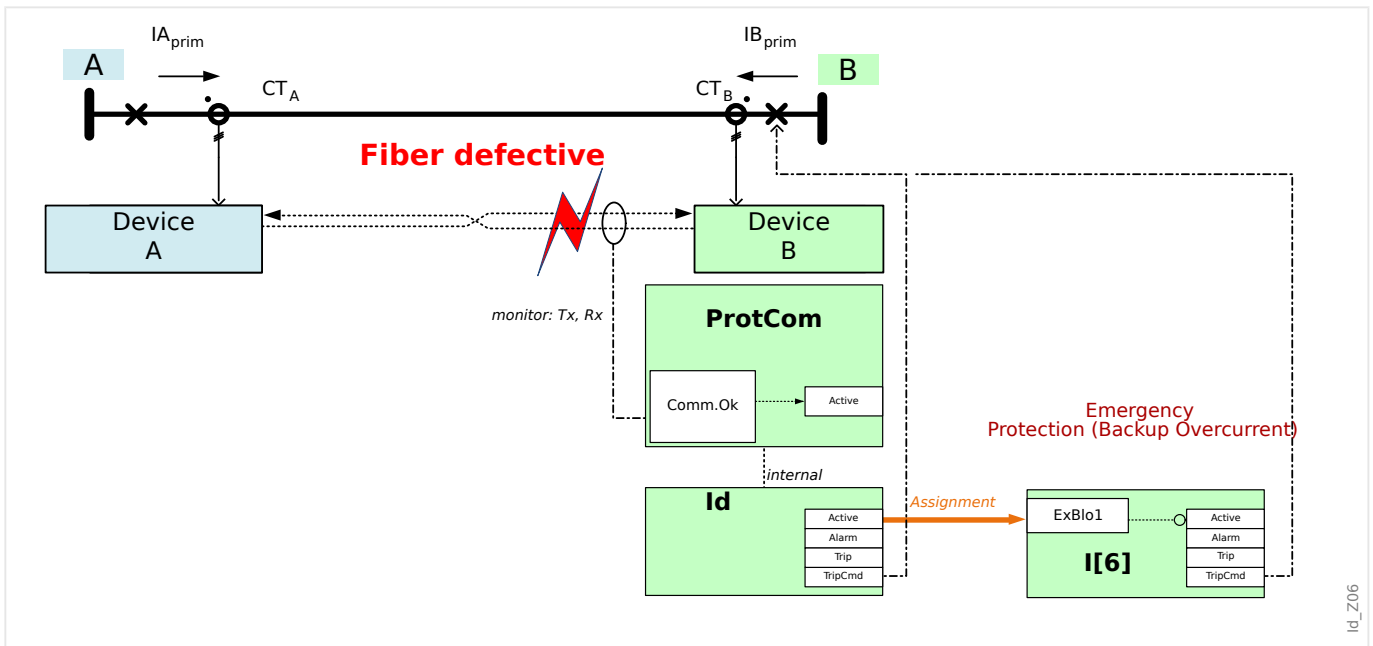 IAprim
IBprim
A
B
CTA
CTB
Fiber defective
Device
A
Device
B
monitor: Tx, Rx
ProtCom
Comm.Ok
Active
Emergency
Protection (Backup Overcurrent)
internal
Id
Active
Alarm
Trip
TripCmd
Assignment
ExBlo1
I[6]
Active
Alarm
Trip
TripCmd
Id_Z06